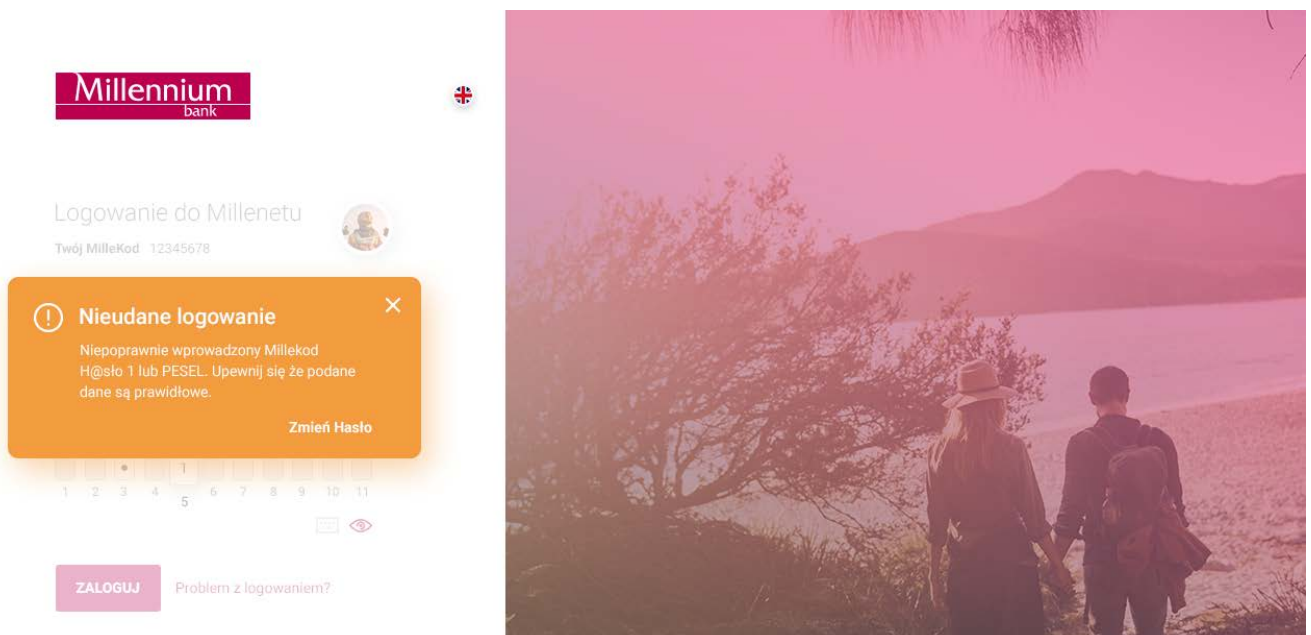 Millennium
bank
Logowanie do Millenetu
Twój MilleKod 12345678
Nieudane logowanie
Niepoprawnie wprowadzony Millekod
H@sło 1 lub PESEL. Upewnij się że podane
dane są prawidłowe.
Zmień Hasło
1
1 2 3 4 5 6 7 8 9 10 11
ZALOGUJ Problem z logowaniem?